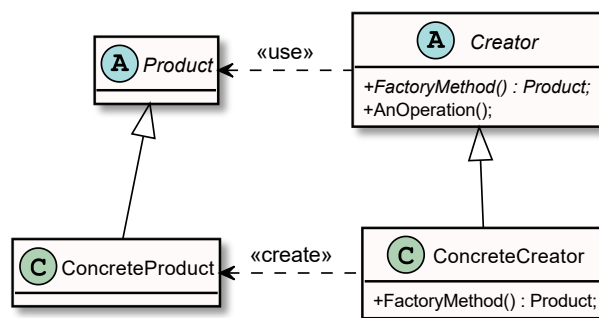 A Product
«use»
A Creator
+FactoryMethod() : Product;
+AnOperation();
C ConcreteProduct
«create»
C ConcreteCreator
+FactoryMethod() : Product;